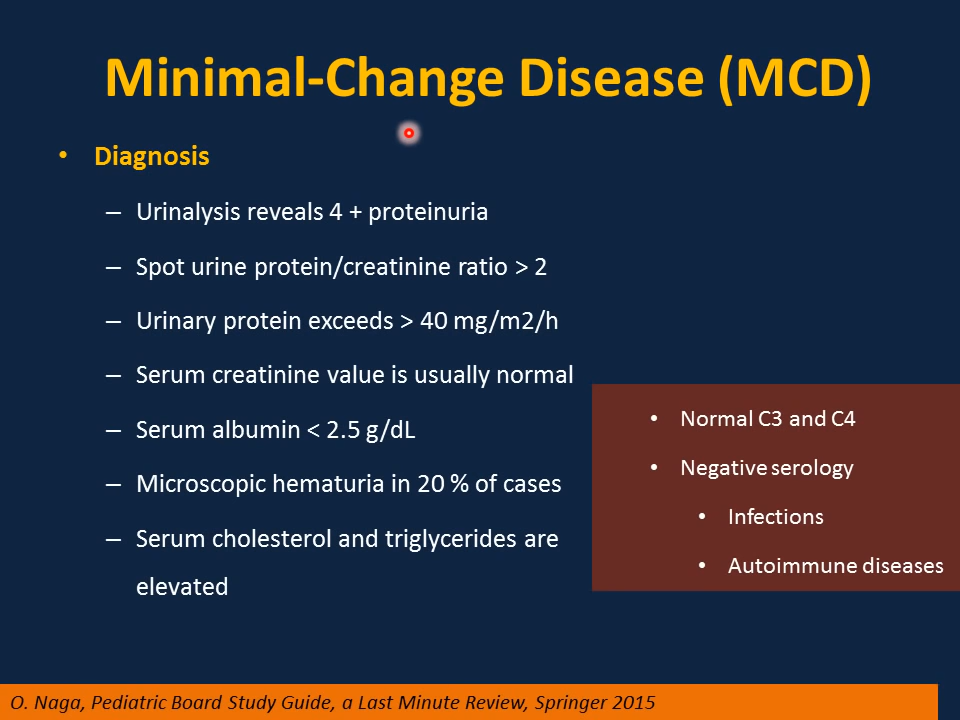 Minimal-Change Disease (MCD)
• Diagnosis
– Urinalysis reveals 4 + proteinuria
– Spot urine protein/creatinine ratio > 2
– Urinary protein exceeds > 40 mg/m2/h
– Serum creatinine value is usually normal
– Serum albumin < 2.5 g/dL
– Microscopic hematuria in 20 % of cases
– Serum cholesterol and triglycerides are
elevated
• Normal C3 and C4
• Negative serology
• Infections
• Autoimmune diseases
O. Naga, Pediatric Board Study Guide, a Last Minute Review, Springer 2015